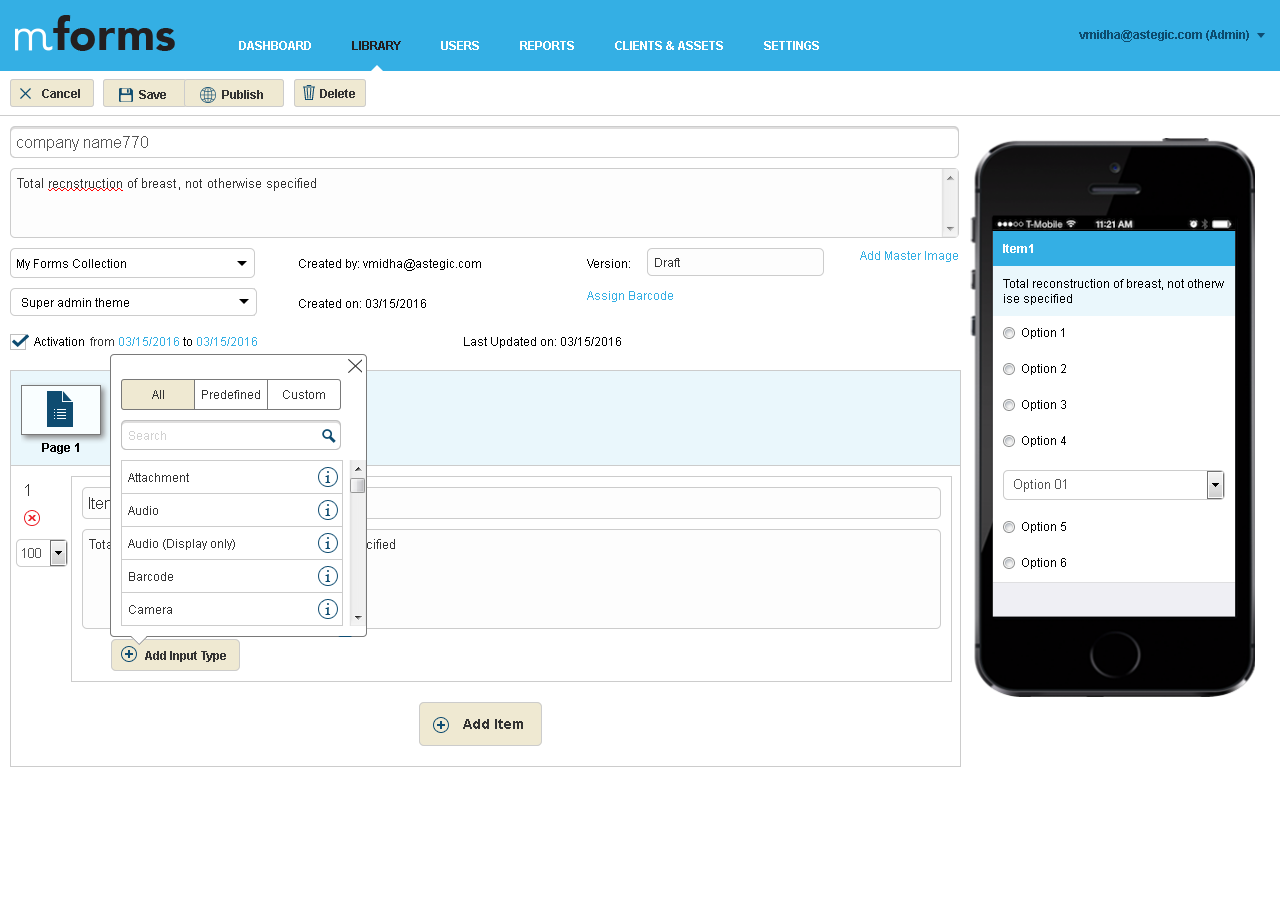 mforms
DASHBOARD LIBRARY USERS REPORTS CLIENTS & ASSETS SETTINGS
vmidha@astegic.com (Admin)
Cancel Save Publish Delete
company name770
Total recnstruction of breast, not otherwise specified
My Forms Collection
Created by: vmidha@astegic.com
Version: Draft
Add Master Image
Super admin theme
Created on: 03/15/2016
Assign Barcode
Activation from 03/15/2016 to 03/15/2016
Last Updated on: 03/15/2016
Page 1
All Predefined Custom
Search
Attachment
Audio
Audio (Display only)
Barcode
Camera
1
100
Iten
Tota
cified
Add Input Type
Add Item
T-Mobile 11:21 AM
Item1
Total reconstruction of breast, not otherw
ise specified
Option 1
Option 2
Option 3
Option 4
Option 01
Option 5
Option 6